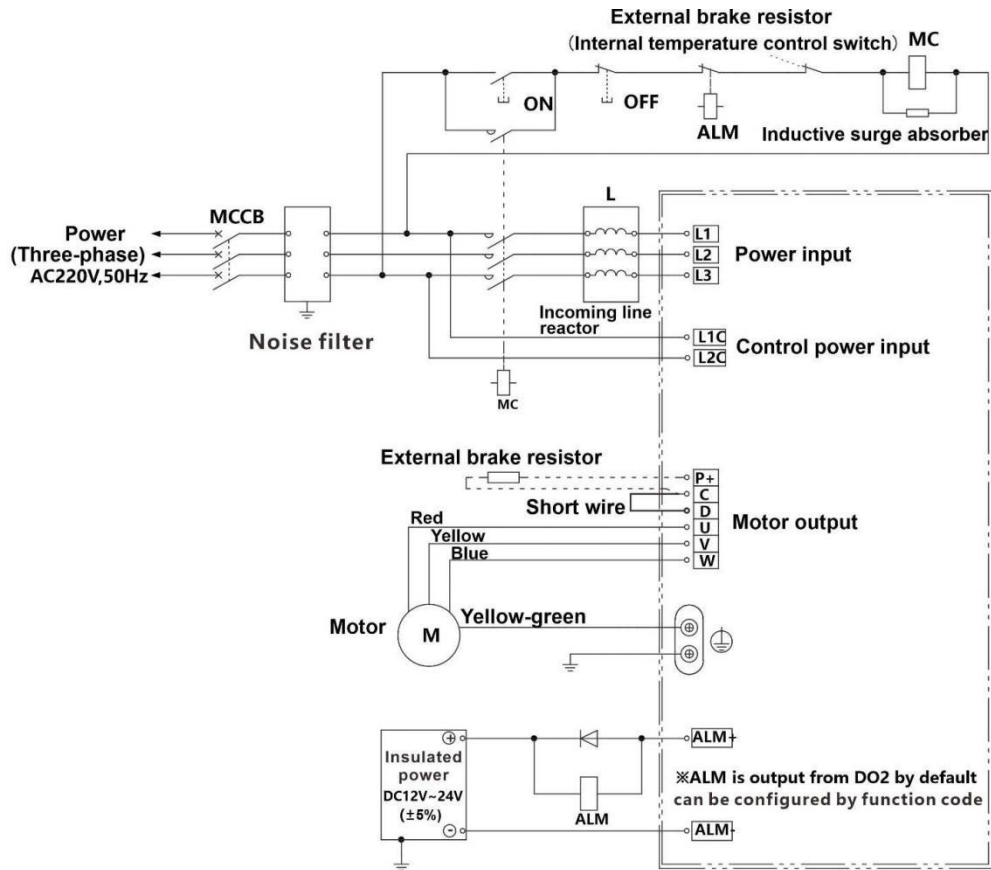 External brake resistor
(Internal temperature control switch)
MC
ON
OFF
ALM
Inductive surge absorber
L
MCCB
Power
(Three-phase)
AC220V,50Hz
L1
L2
L3
Power input
Incoming line
reactor
Noise filter
L1C
L2C
Control power input
MC
External brake resistor
P+
C
D
U
V
W
Short wire
Motor output
Red
Yellow
Blue
Motor
M
Yellow-green
Insulated
power
DC12V~24V
(±5%)
+
-
ALM
ALM+
ALM-
※ALM is output from DO2 by default
can be configured by function code